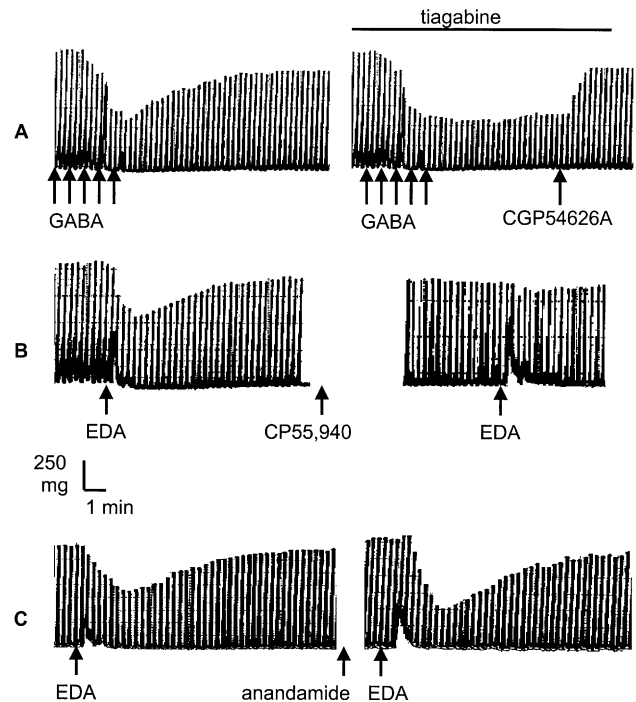 tiagabine
A
GABA
GABA
CGP54626A
B
EDA
CP55,940
EDA
250
mg
1 min
C
EDA
anandamide
EDA